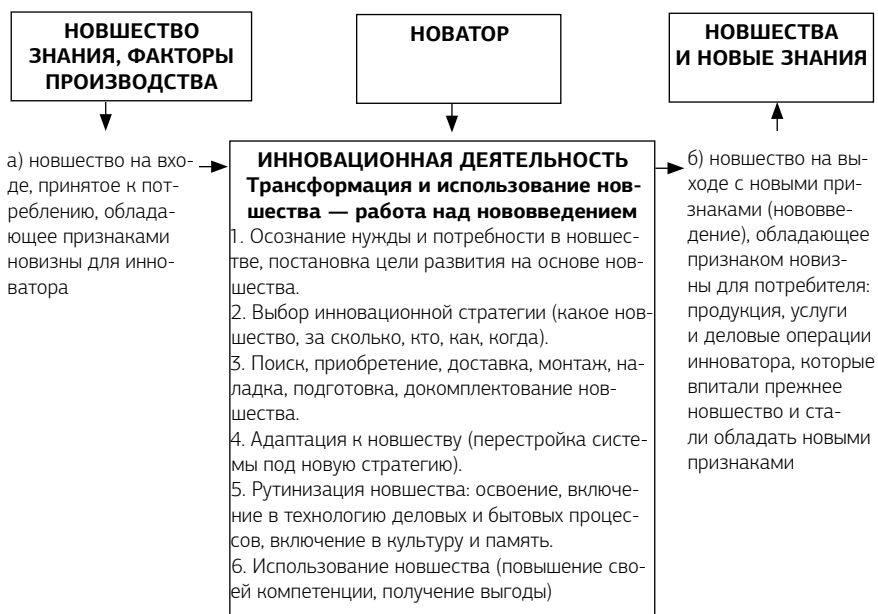 НОВШЕСТВО
ЗНАНИЯ, ФАКТОРЫ
ПРОИЗВОДСТВА
НОВАТОР
НОВШЕСТВА
И НОВЫЕ ЗНАНИЯ
а) новшество на вхо-
де, принятое к пот-
реблению, облада-
ющее признаками
новизны для инно-
ватора
ИННОВАЦИОННАЯ ДЕЯТЕЛЬНОСТЬ
Трансформация и использование нов-
шества — работа над нововведением
1. Осознание нужды и потребности в новшес-
тве, постановка цели развития на основе нов-
шества.
2. Выбор инновационной стратегии (какое нов-
шество, за сколько, кто, как, когда).
3. Поиск, приобретение, доставка, монтаж, на-
ладка, подготовка, докомплектование нов-
шества.
4. Адаптация к новшеству (перестройка систе-
мы под новую стратегию).
5. Рутинизация новшества: освоение, включе-
ние в технологию деловых и бытовых процес-
сов, включение в культуру и память.
6. Использование новшества (повышение сво-
ей компетенции, получение выгоды)
б) новшество на вы-
ходе с новыми при-
знаками (нововве-
дение), обладающее
признаком новиз-
ны для потребителя:
продукция, услуги
и деловые операции
инноватора, которые
впитали прежнее
новшество и ста-
ли обладать новыми
признаками